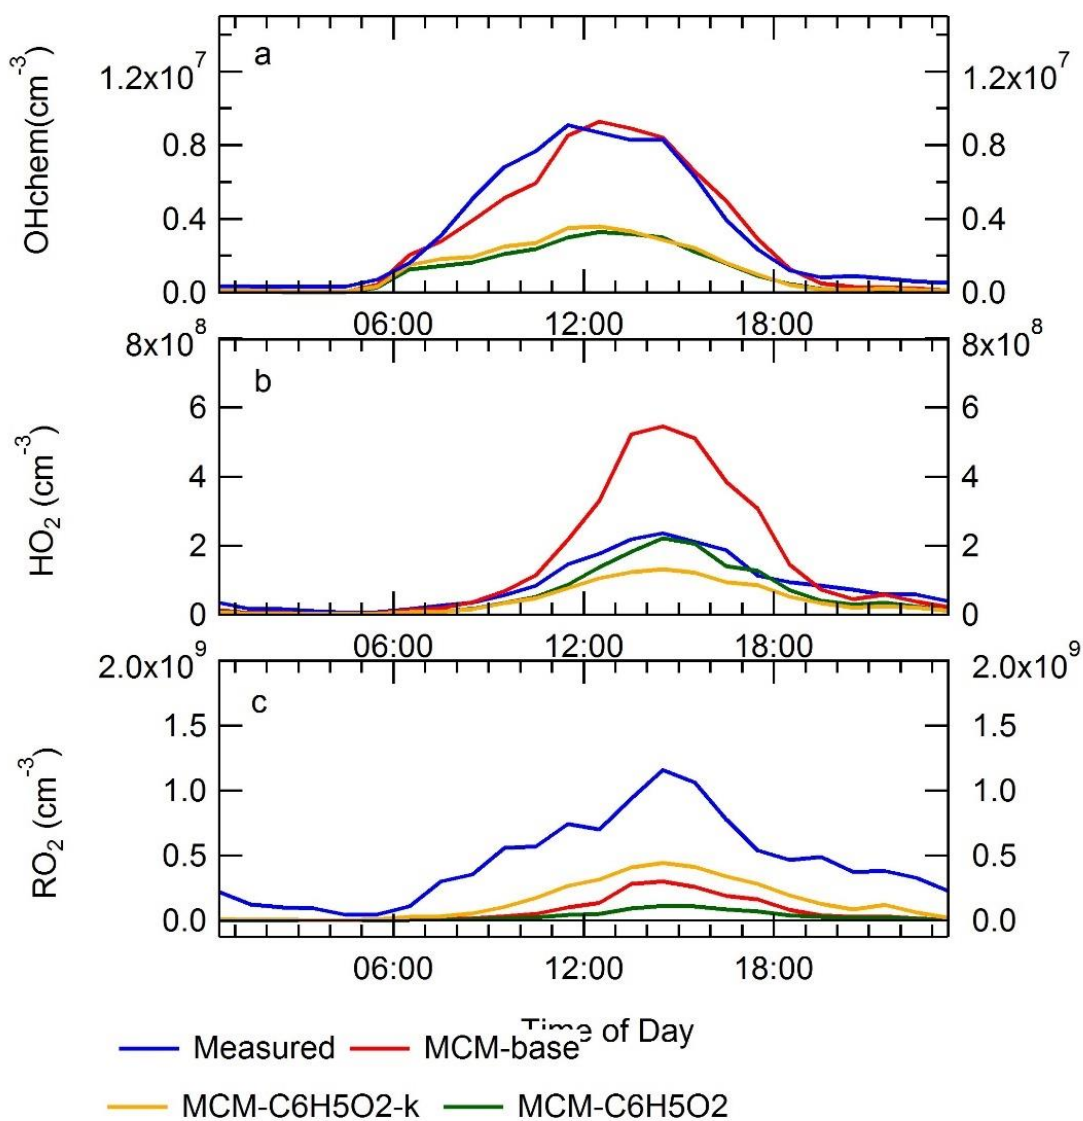 a
OHchem(cm-3)
1.2x10^7 1.2x10^7
0.8 0.8
0.4 0.4
0.0 0.0
06:00 12:00 18:00
8x10^8 8x10^8
b
HO2 (cm-3)
6 6
4 4
2 2
0 0
06:00 12:00 18:00
2.0x10^9 2.0x10^9
c
RO2 (cm-3)
1.5 1.5
1.0 1.0
0.5 0.5
0.0 0.0
06:00 12:00 18:00
Time of Day
Measured MCM-base
MCM-C6H5O2-k MCM-C6H5O2